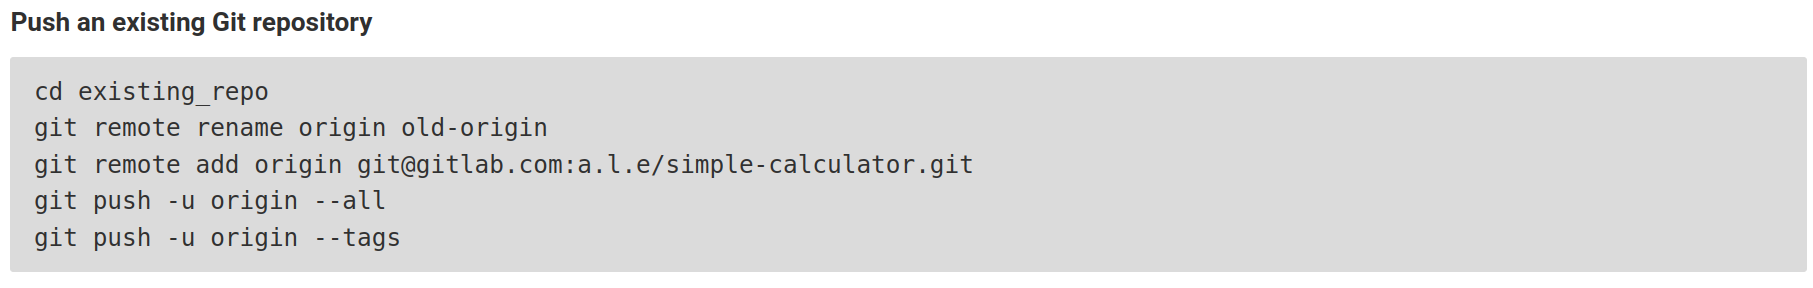 Push an existing Git repository
cd existing_repo
git remote rename origin old-origin
git remote add origin git@gitlab.com:a.l.e/simple-calculator.git
git push -u origin --all
git push -u origin --tags